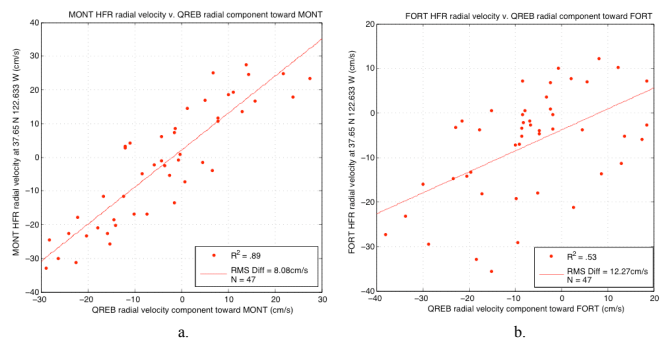 MONT HFR radial velocity v. QREB radial component toward MONT
MONT HFR radial velocity at 37.65 N 122.633 W (cm/s)
40
30
20
10
0
-10
-20
-30
-40
-30
-20
-10
0
10
20
30
R² = .89
RMS Diff = 8.08cm/s
N = 47
QREB radial velocity component toward MONT (cm/s)
a.
FORT HFR radial velocity v. QREB radial component toward FORT
FORT HFR radial velocity at 37.65 N 122.633 W (cm/s)
20
10
0
-10
-20
-30
-40
-40
-30
-20
-10
0
10
20
R² = .53
RMS Diff = 12.27cm/s
N = 47
QREB radial velocity component toward FORT (cm/s)
b.